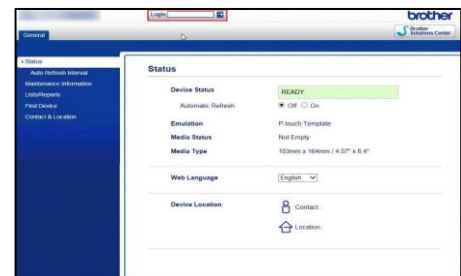 Login
brother
General
Brother
Solutions Center
Status
Auto Refresh Interval
Maintenance Information
Lists/Reports
Find Device
Contact & Location
Status
Device Status
READY
Automatic Refresh
Off On
Emulation
P-touch Template
Media Status
Not Empty
Media Type
103mm x 164mm / 4.07" x 6.4"
Web Language
English
Device Location
Contact:
Location: